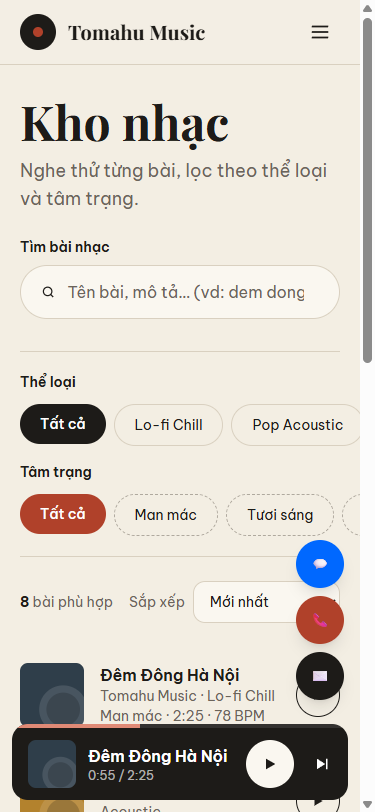 Tomahu Music
Kho nhạc
Nghe thử từng bài, lọc theo thể loại
và tâm trạng.
Tìm bài nhạc
Tên bài, mô tả... (vd: dem dong
Thể loại
Tất cả
Lo-fi Chill
Pop Acoustic
Tâm trạng
Tất cả
Man mác
Tươi sáng
8 bài phù hợp
Sắp xếp
Mới nhất
Đêm Đông Hà Nội
Tomahu Music · Lo-fi Chill
Man mác · 2:25 · 78 BPM
Đêm Đông Hà Nội
0:55 / 2:25
Acoustic